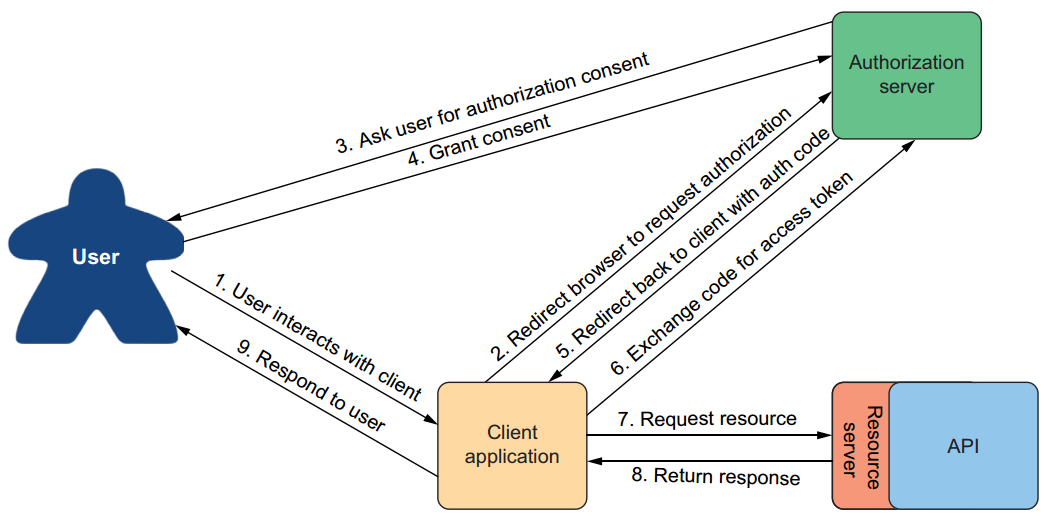 Authorization
server
3. Ask user for authorization consent
4. Grant consent
User
1. User interacts with client
9. Respond to user
2. Redirect browser to request authorization
5. Redirect back to client with auth code
6. Exchange code for access token
Client
application
7. Request resource
8. Return response
Resource
server
API